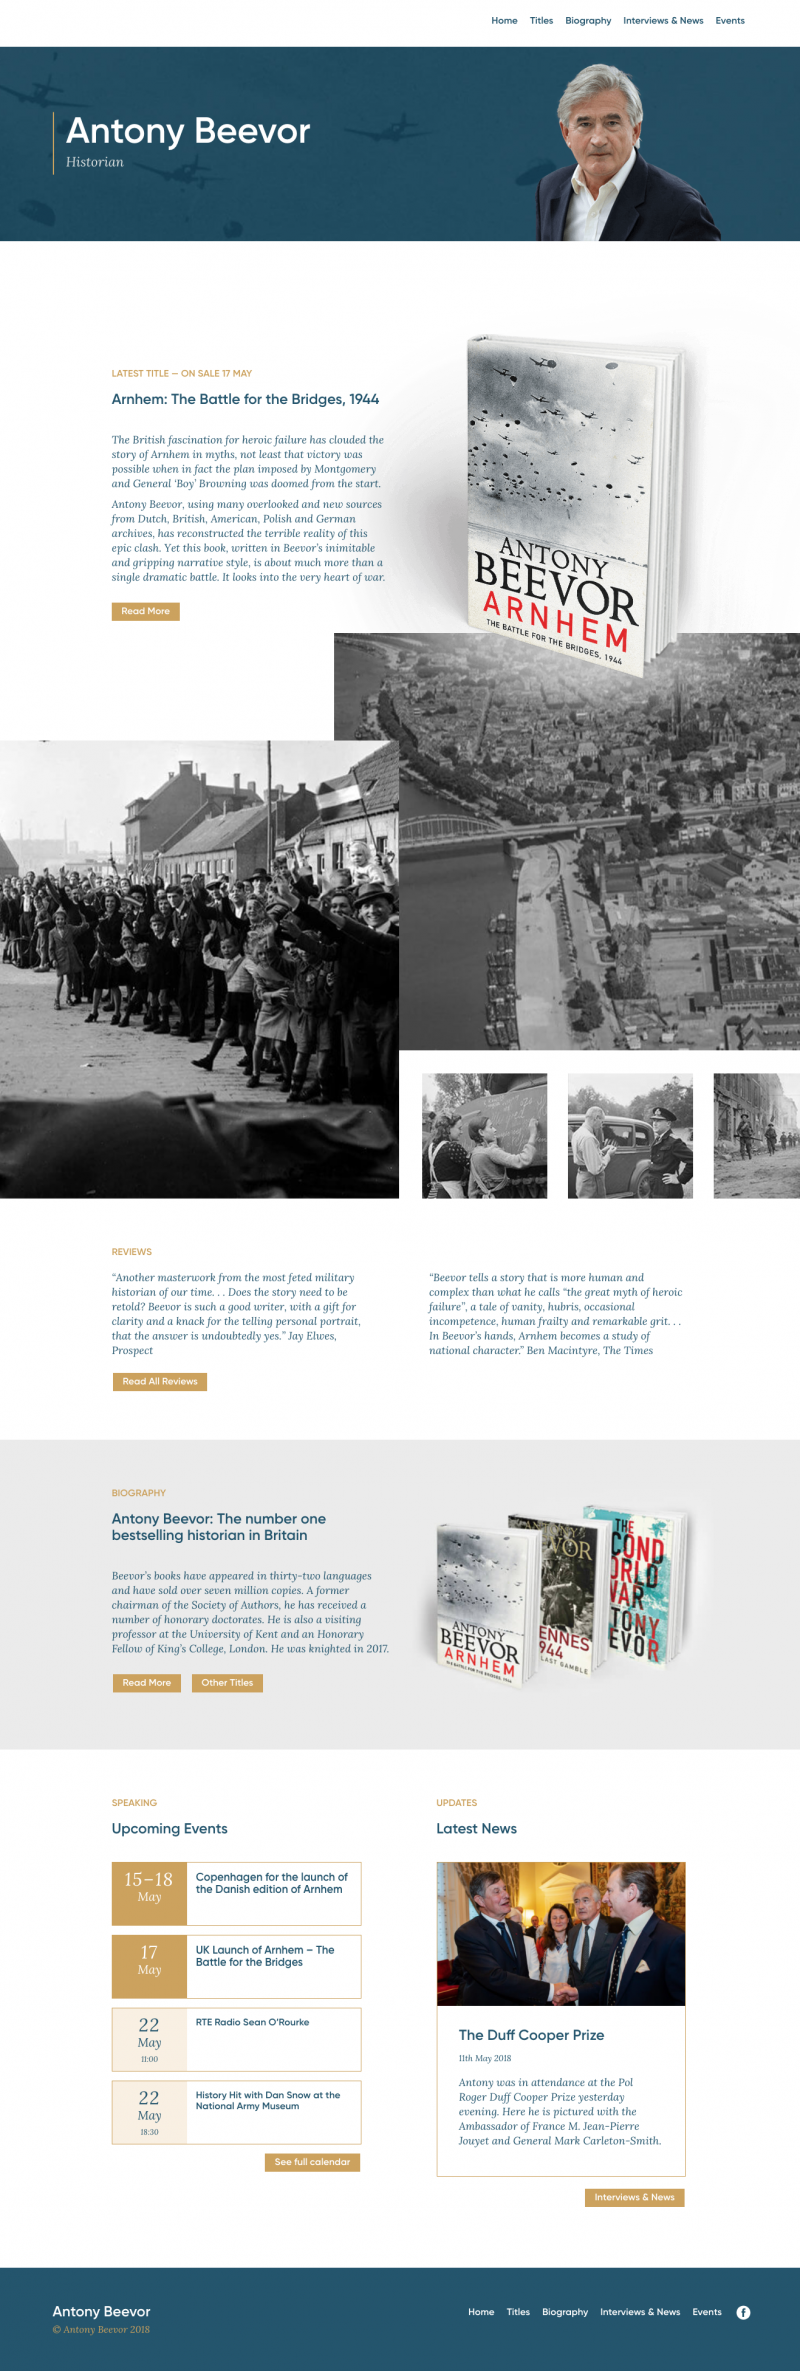 Home Titles Biography Interviews & News Events
Antony Beevor
Historian
LATEST TITLE — ON SALE 17 MAY
Arnhem: The Battle for the Bridges, 1944
The British fascination for heroic failure has clouded the
story of Arnhem in myths, not least that victory was
possible when in fact the plan imposed by Montgomery
and General ‘Boy’ Browning was doomed from the start.
Antony Beevor, using many overlooked and new sources
from Dutch, British, American, Polish and German
archives, has reconstructed the terrible reality of this
epic clash. Yet this book, written in Beevor’s inimitable
and gripping narrative style, is about much more than a
single dramatic battle. It looks into the very heart of war.
Read More
ANTONY
BEEVOR
ARNHEM
THE BATTLE FOR THE BRIDGES, 1944
REVIEWS
“Another masterwork from the most feted military
historian of our time. . . Does the story need to be
retold? Beevor is such a good writer, with a gift for
clarity and a knack for the telling personal portrait,
that the answer is undoubtedly yes.” Jay Elwes,
Prospect
Read All Reviews
“Beevor tells a story that is more human and
complex than what he calls “the great myth of heroic
failure”, a tale of vanity, hubris, occasional
incompetence, human frailty and remarkable grit. . .
In Beevor’s hands, Arnhem becomes a study of
national character.” Ben Macintyre, The Times
BIOGRAPHY
Antony Beevor: The number one
bestselling historian in Britain
Beevor’s books have appeared in thirty-two languages
and have sold over seven million copies. A former
chairman of the Society of Authors, he has received a
number of honorary doctorates. He is also a visiting
professor at the University of Kent and an Honorary
Fellow of King’s College, London. He was knighted in 2017.
Read More Other Titles
ANTONY
BEEVOR
ARNHEM
THE BATTLE FOR THE BRIDGES, 1944
VOR
ENNES
944
LAST GAMBLE
THE
COND
ORLD
WAR
TONY
EVOR
SPEAKING
Upcoming Events
15–18
May
Copenhagen for the launch of
the Danish edition of Arnhem
17
May
UK Launch of Arnhem – The
Battle for the Bridges
22
May
11:00
RTE Radio Sean O’Rourke
22
May
18:30
History Hit with Dan Snow at the
National Army Museum
See full calendar
UPDATES
Latest News
The Duff Cooper Prize
11th May 2018
Antony was in attendance at the Pol
Roger Duff Cooper Prize yesterday
evening. Here he is pictured with the
Ambassador of France M. Jean-Pierre
Jouyet and General Mark Carleton-Smith.
Interviews & News
Antony Beevor
© Antony Beevor 2018
Home Titles Biography Interviews & News Events